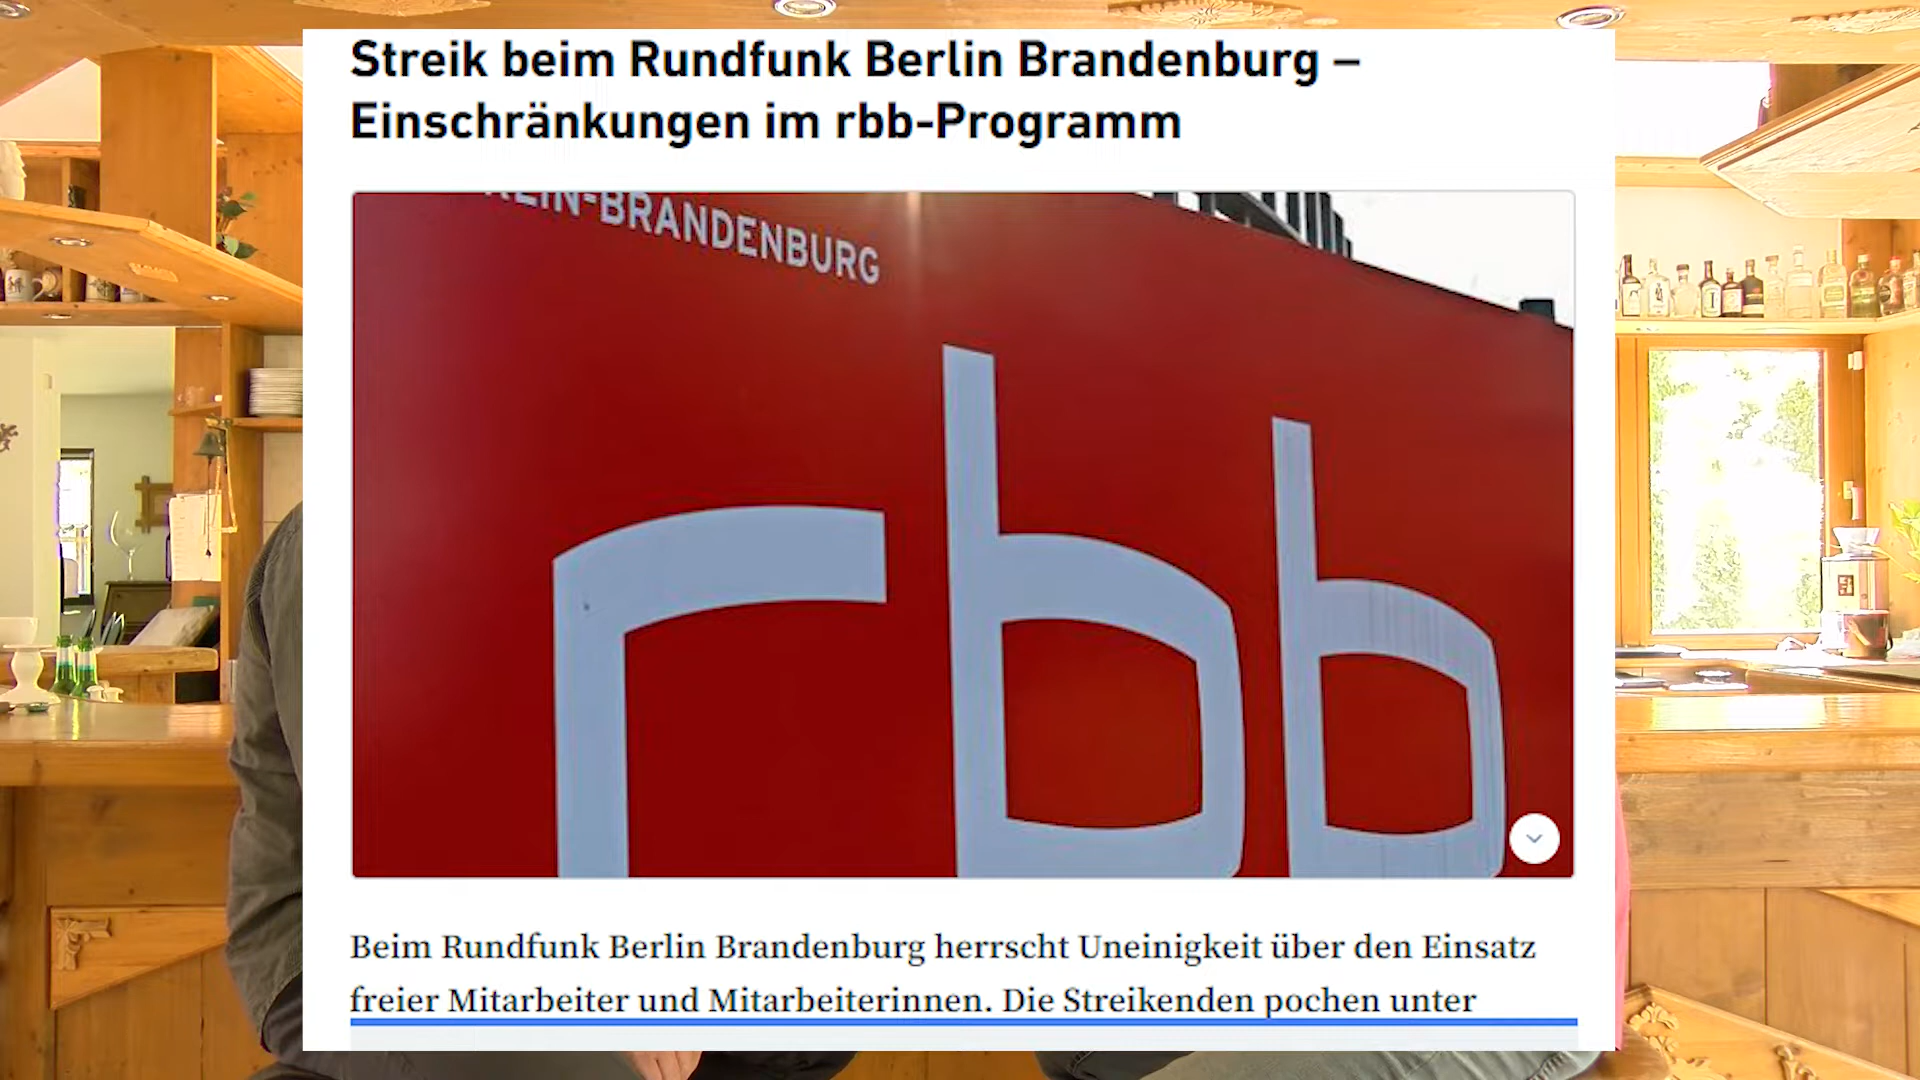 Streik beim Rundfunk Berlin Brandenburg –
Einschränkungen im rbb-Programm
-BRANDENBURG
rbb
Beim Rundfunk Berlin Brandenburg herrscht Uneinigkeit über den Einsatz
freier Mitarbeiter und Mitarbeiterinnen. Die Streikenden pochen unter